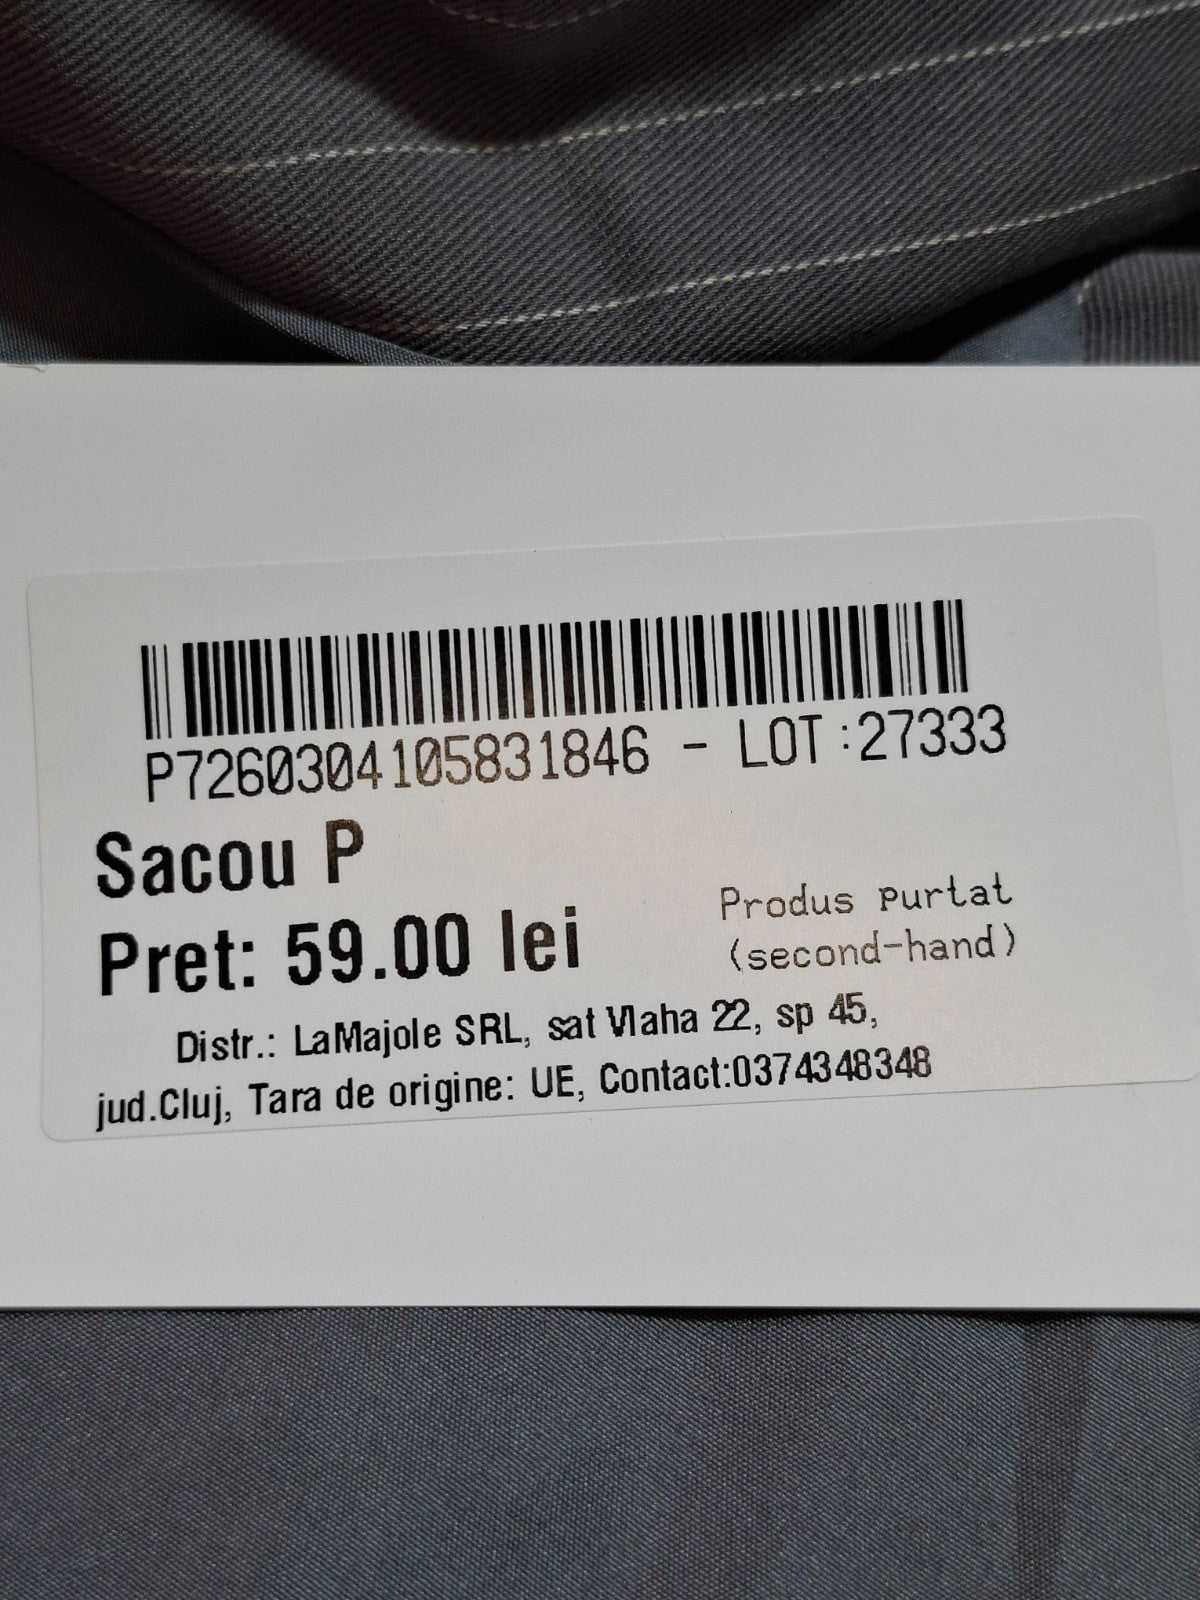 P7260304105831846 - LOT :27333
Sacou P
Pret: 59.00 lei
Produs purtat
(second-hand)
Distr.: LaMajole SRL, sat Vlaha 22, sp 45,
jud.Cluj, Tara de origine: UE, Contact:0374348348